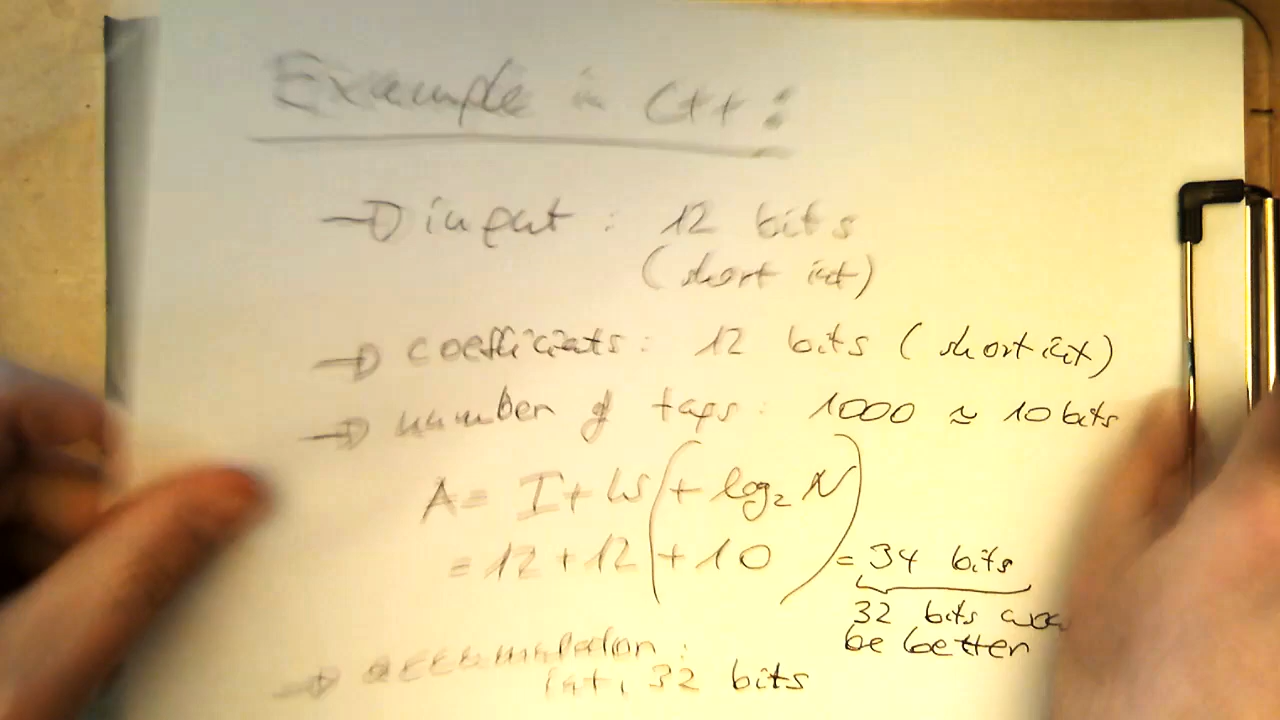 Example in C++:
→ input: 12 bits
(short int)
→ coefficients: 12 bits (short int)
→ number of taps: 1000 ≈ 10 bits
A = I + W (+ log₂ N)
= 12 + 12 (+ 10) = 34 bits
32 bits
be better
→ accumulation:
int, 32 bits